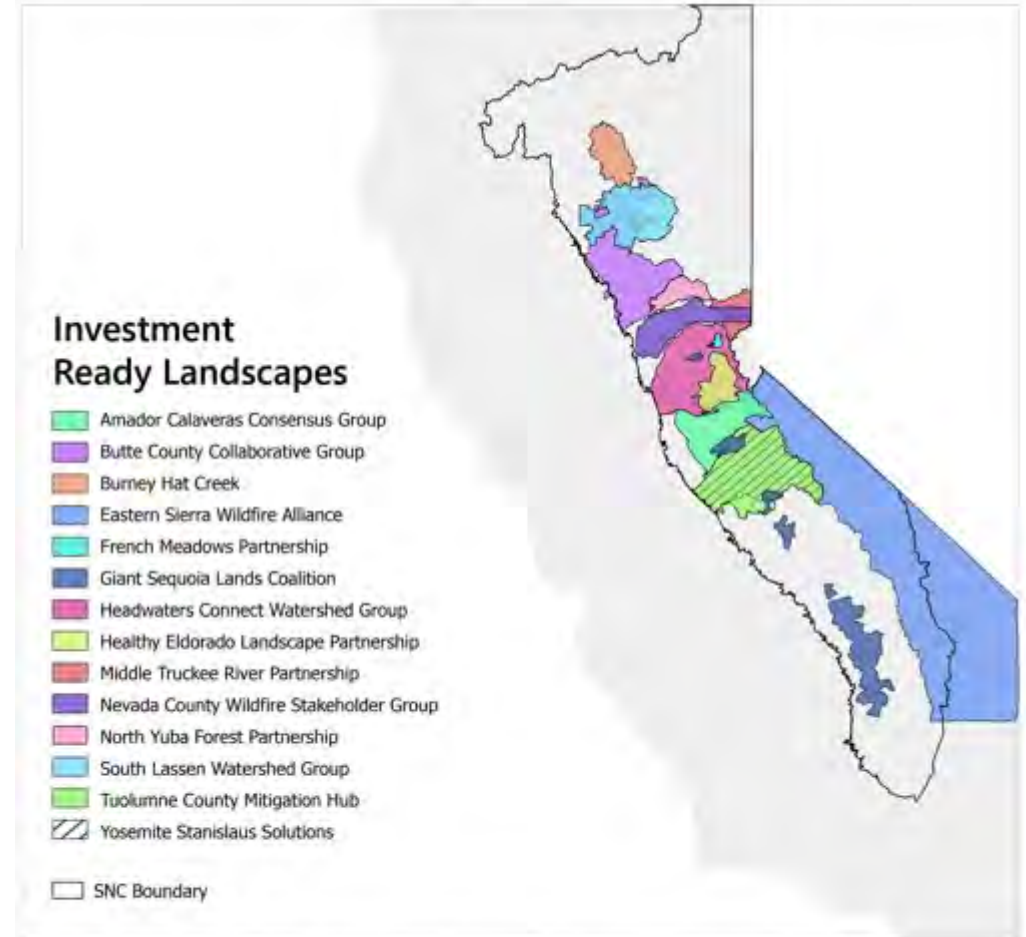 Investment
Ready Landscapes
Amador Calaveras Consensus Group
Butte County Collaborative Group
Burney Hat Creek
Eastern Sierra Wildfire Alliance
French Meadows Partnership
Giant Sequoia Lands Coalition
Headwaters Connect Watershed Group
Healthy Eldorado Landscape Partnership
Middle Truckee River Partnership
Nevada County Wildfire Stakeholder Group
North Yuba Forest Partnership
South Lassen Watershed Group
Tuolumne County Mitigation Hub
Yosemite Stanislaus Solutions
SNC Boundary